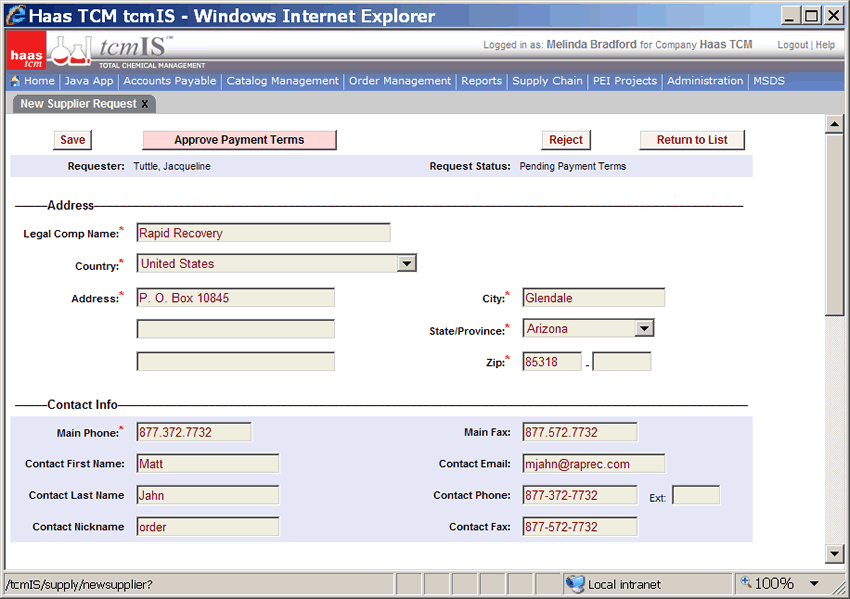 Haas TCM tcmIS - Windows Internet Explorer
haas tcm
tcmIS™
TOTAL CHEMICAL MANAGEMENT
Logged in as: Melinda Bradford for Company Haas TCM
Logout | Help
Home | Java App | Accounts Payable | Catalog Management | Order Management | Reports | Supply Chain | PEI Projects | Administration | MSDS
New Supplier Request x
Save Approve Payment Terms Reject Return to List
Requester: Tuttle, Jacqueline Request Status: Pending Payment Terms
Address
Legal Comp Name:* Rapid Recovery
Country:* United States
Address:* P. O. Box 10845 City:* Glendale
State/Province:* Arizona
Zip:* 85318 -
Contact Info
Main Phone:* 877.372.7732 Main Fax: 877.572.7732
Contact First Name: Matt Contact Email: mjahn@raprec.com
Contact Last Name Jahn Contact Phone: 877-372-7732 Ext:
Contact Nickname order Contact Fax: 877-572-7732
/tcmIS/supply/newsupplier? Local intranet 100%